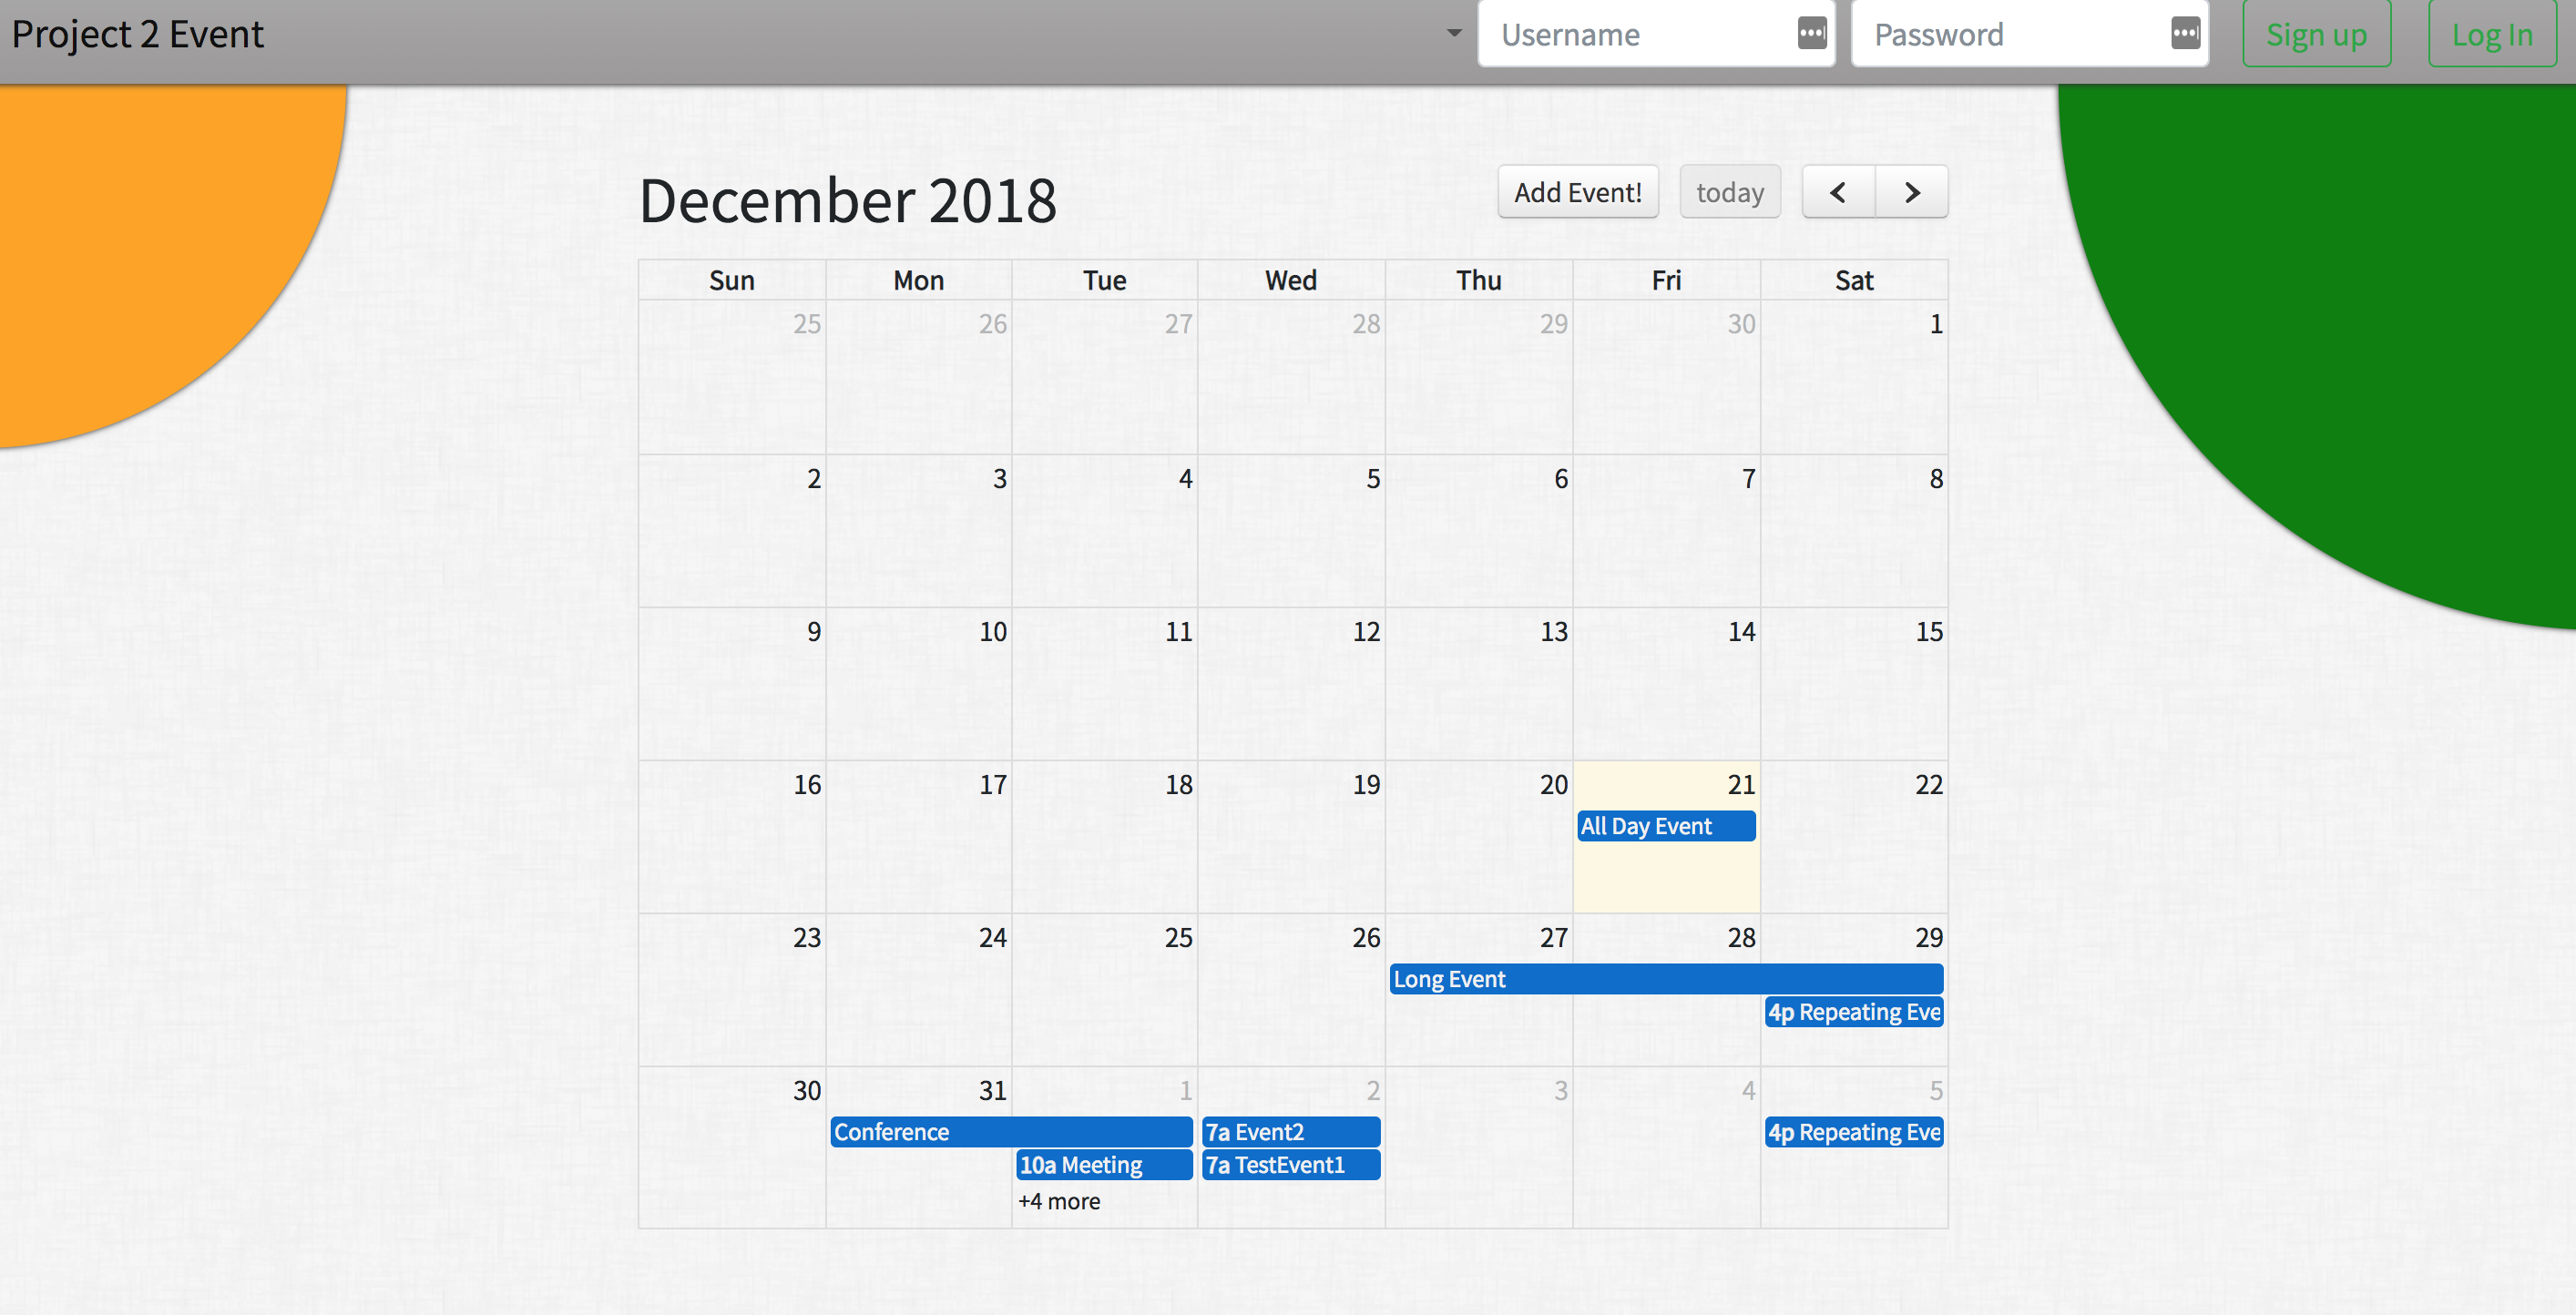 Project 2 Event Username Password Sign up Log In
December 2018 Add Event! today
Sun Mon Tue Wed Thu Fri Sat
25 26 27 28 29 30 1
2 3 4 5 6 7 8
9 10 11 12 13 14 15
16 17 18 19 20 21 22
All Day Event
23 24 25 26 27 28 29
Long Event
4p Repeating Eve
30 31 1 2 3 4 5
Conference 7a Event2 4p Repeating Eve
10a Meeting 7a TestEvent1
+4 more